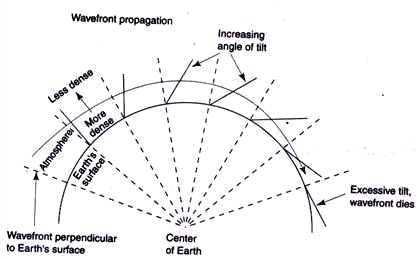 Wavefront propagation
Increasing
angle of tilt
Less dense
More
dense
Atmosphere
Earth's
surface
Excessive tilt,
wavefront dies
Wavefront perpendicular
to Earth's surface
Center
of Earth